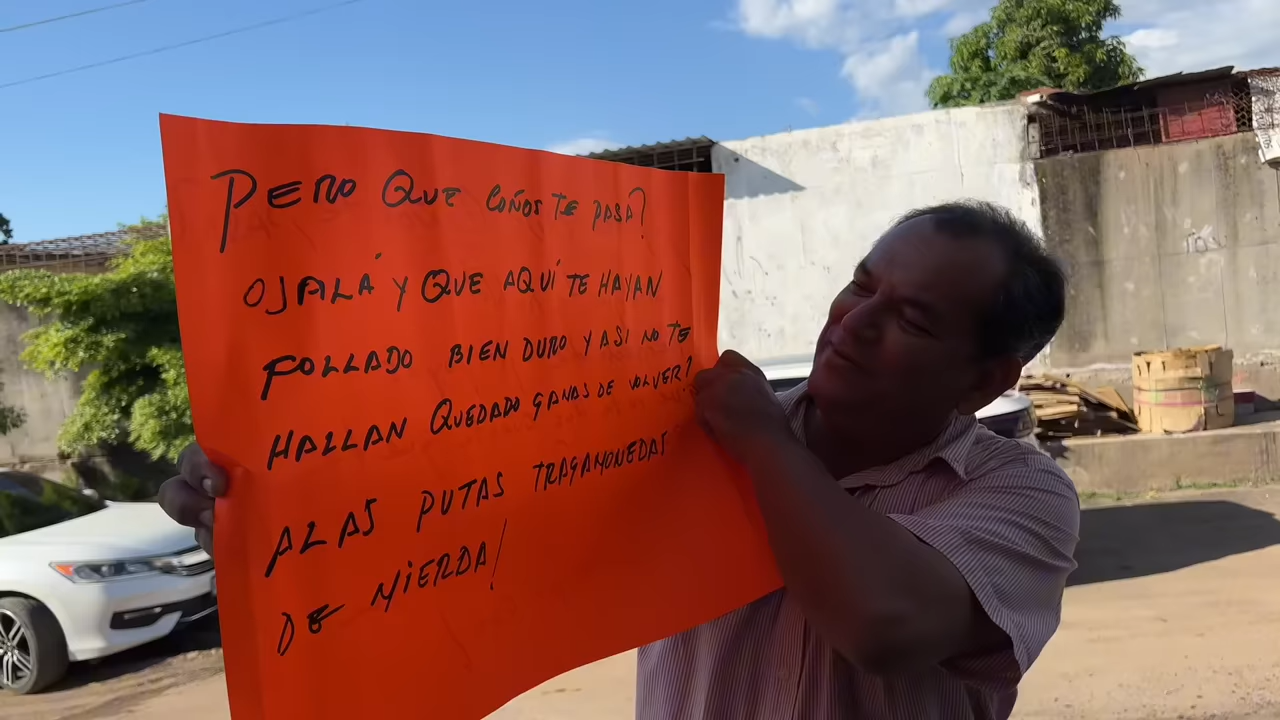 PERO QUE COÑOS TE PASA?
OJALÁ Y QUE AQUÍ TE HAYAN
FOLLADO BIEN DURO Y ASI NO TE
HALLAN QUEDADO GANAS DE VOLVER?
ALAS PUTAS TRAGAMONEDAS
DE MIERDA!